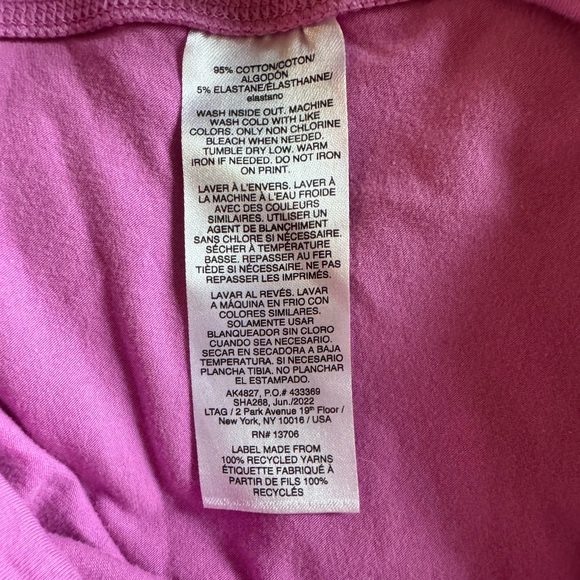 95% COTTON/COTON/
ALGODÓN
5% ELASTANE/ÉLASTHANNE/
elastano
WASH INSIDE OUT. MACHINE
WASH COLD WITH LIKE
COLORS. ONLY NON CHLORINE
BLEACH WHEN NEEDED.
TUMBLE DRY LOW. WARM
IRON IF NEEDED. DO NOT IRON
ON PRINT.
LAVER À L'ENVERS. LAVER À
LA MACHINE À L'EAU FROIDE
AVEC DES COULEURS
SIMILAIRES. UTILISER UN
AGENT DE BLANCHIMENT
SANS CHLORE SI NÉCESSAIRE.
SÉCHER À TEMPÉRATURE
BASSE. REPASSER AU FER
TIÈDE SI NÉCESSAIRE. NE PAS
REPASSER LES IMPRIMÉS.
LAVAR AL REVÉS. LAVAR
A MÁQUINA EN FRIO CON
COLORES SIMILARES.
SOLAMENTE USAR
BLANQUEADOR SIN CLORO
CUANDO SEA NECESARIO.
SECAR EN SECADORA A BAJA
TEMPERATURA. SI NECESARIO
PLANCHA TIBIA. NO PLANCHAR
EL ESTAMPADO.
AK4827, P.O.# 433369
SHA268, Jun./2022
LTAG / 2 Park Avenue 19th Floor /
New York, NY 10016 / USA
RN# 13706
LABEL MADE FROM
100% RECYCLED YARNS
ÉTIQUETTE FABRIQUÉ À
PARTIR DE FILS 100%
RECYCLÉS